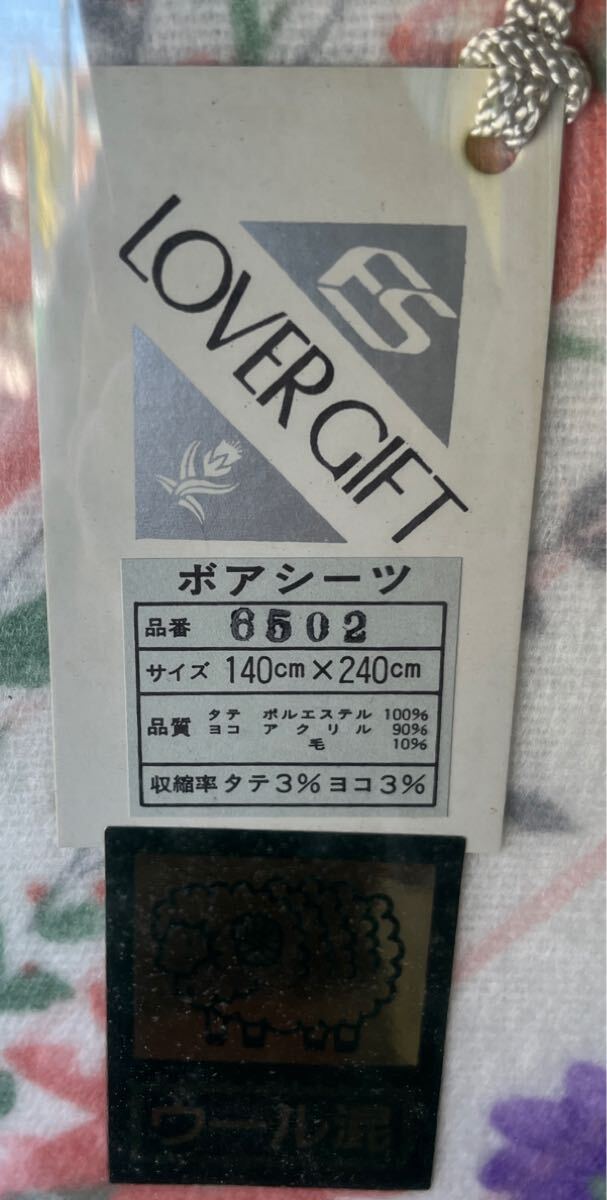 LOVER GIFT
FS
ボアシーツ
品番 6502
サイズ 140cm×240cm
品質 タテ ポルエステル 100%
ヨコ アクリル 90%
毛 10%
収縮率 タテ3% ヨコ3%
ウール混